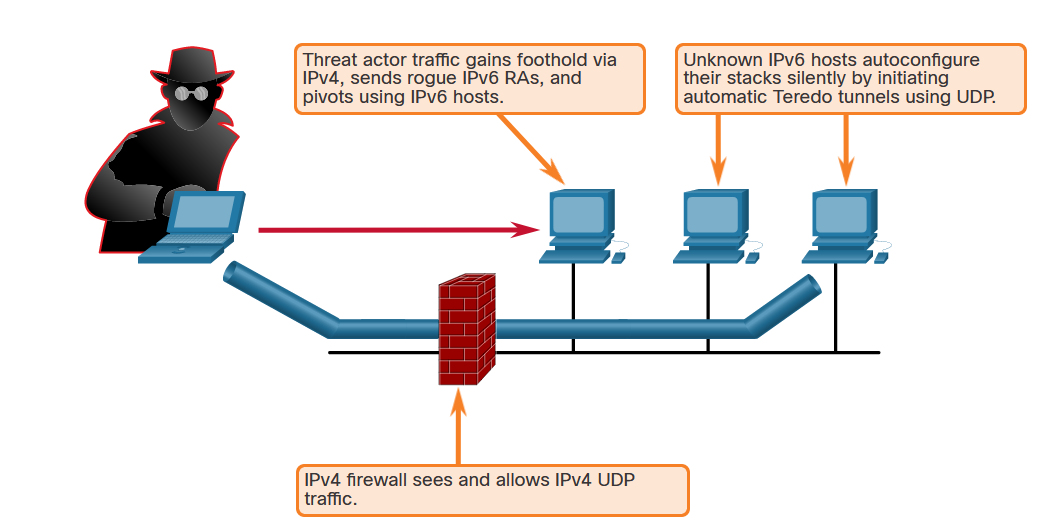 Threat actor traffic gains foothold via
IPv4, sends rogue IPv6 RAs, and
pivots using IPv6 hosts.
Unknown IPv6 hosts autoconfigure
their stacks silently by initiating
automatic Teredo tunnels using UDP.
IPv4 firewall sees and allows IPv4 UDP
traffic.